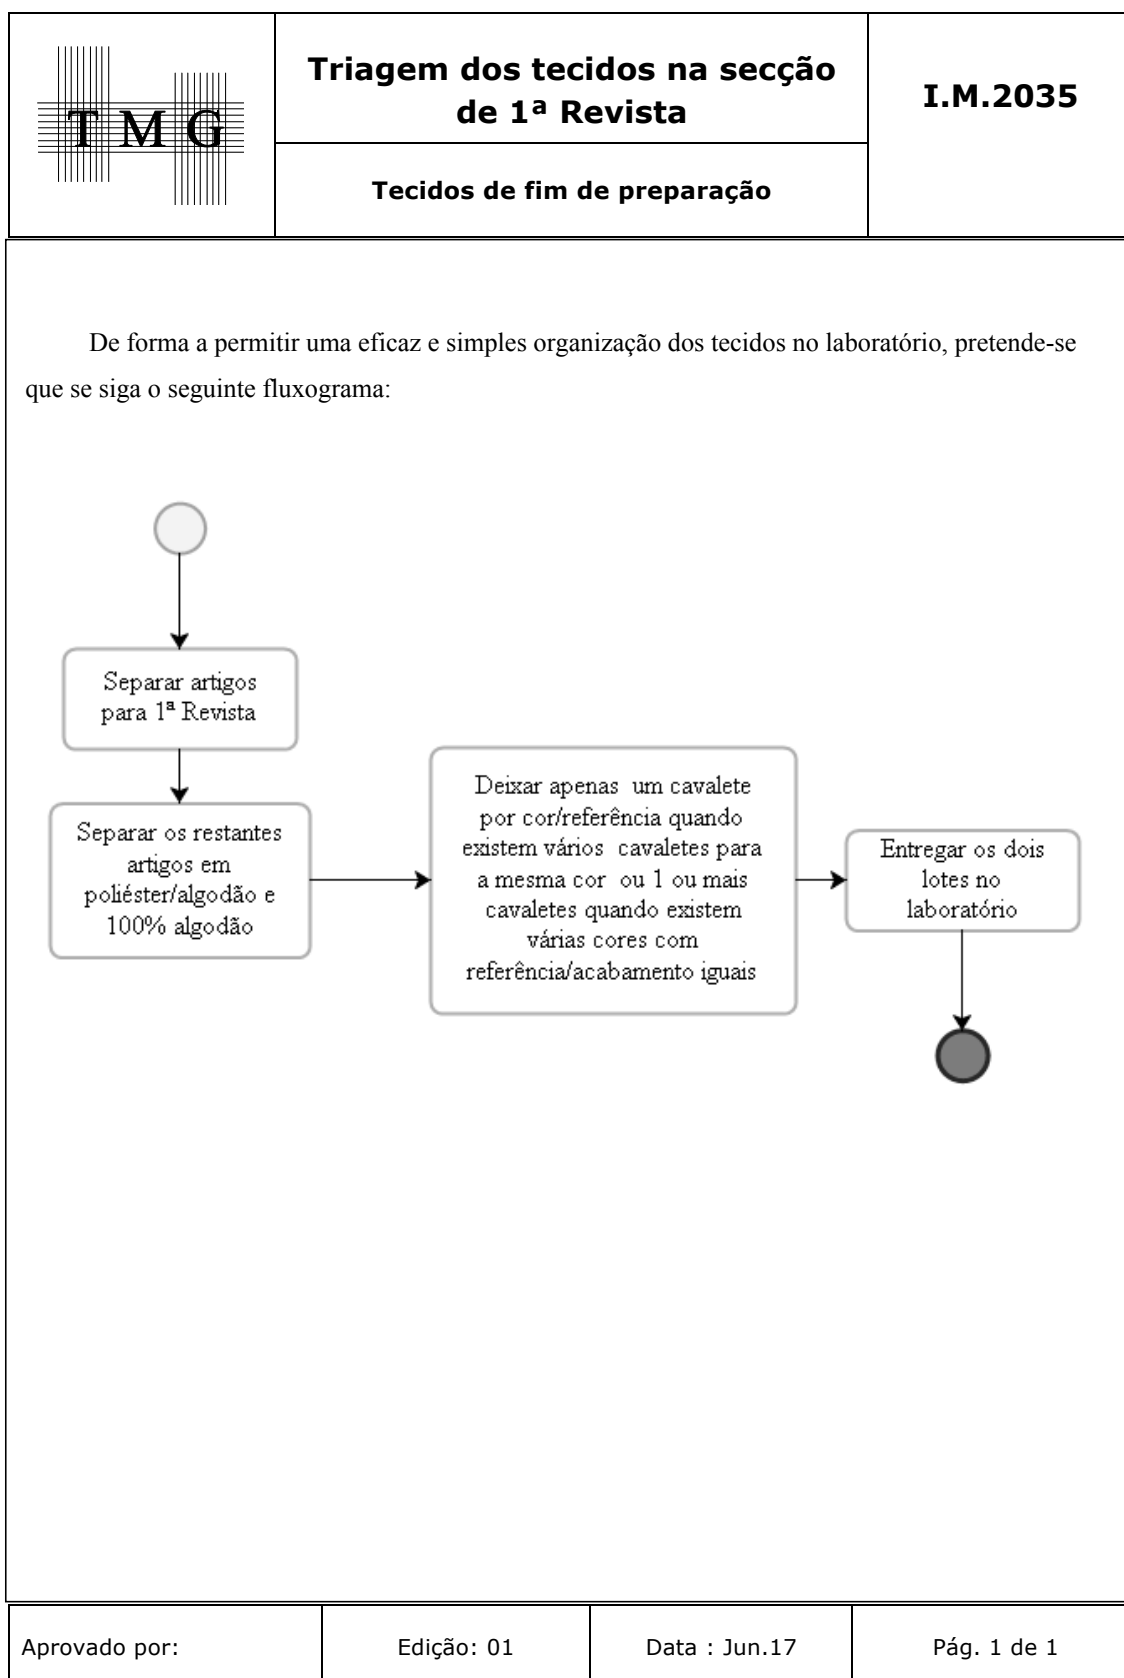 TMG
Triagem dos tecidos na secção
de 1ª Revista
I.M.2035
Tecidos de fim de preparação
De forma a permitir uma eficaz e simples organização dos tecidos no laboratório, pretende-se
que se siga o seguinte fluxograma:
Separar artigos
para 1ª Revista
Separar os restantes
artigos em
poliéster/algodão e
100% algodão
Deixar apenas um cavalete
por cor/referência quando
existem vários cavaletes para
a mesma cor ou 1 ou mais
cavaletes quando existem
várias cores com
referência/acabamento iguais
Entregar os dois
lotes no
laboratório
Aprovado por:
Edição: 01
Data : Jun.17
Pág. 1 de 1